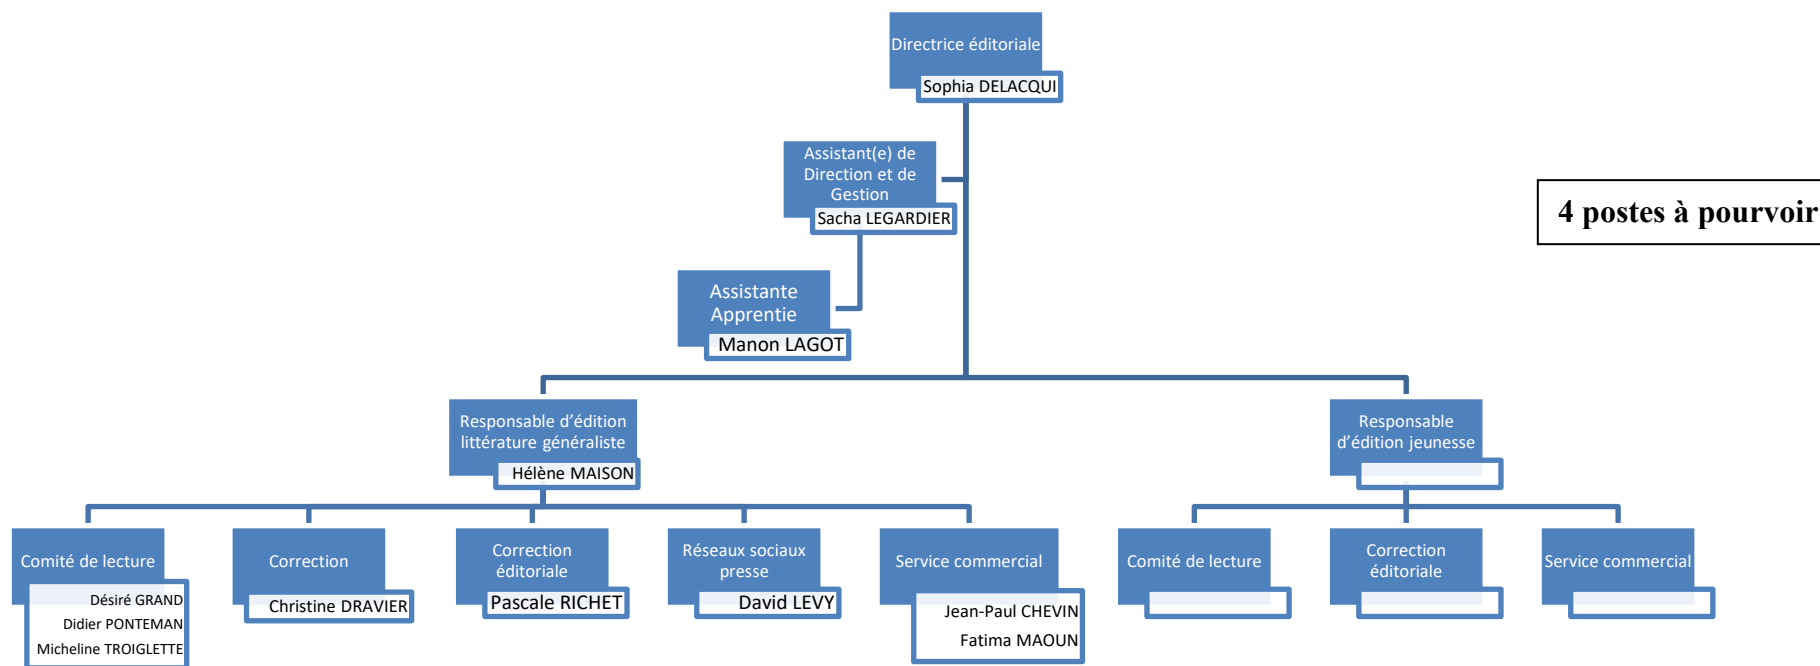 Directrice éditoriale
Sophia DELACQUI
Assistant(e) de
Direction et de
Gestion
Sacha LEGARDIER
4 postes à pourvoir
Assistante
Apprentie
Manon LAGOT
Responsable d’édition
littérature généraliste
Hélène MAISON
Responsable
d’édition jeunesse
Comité de lecture
Désiré GRAND
Didier PONTEMAN
Micheline TROIGLETTE
Correction
Christine DRAVIER
Correction
éditoriale
Pascale RICHET
Réseaux sociaux
presse
David LEVY
Service commercial
Jean-Paul CHEVIN
Fatima MAOUN
Comité de lecture
Correction
éditoriale
Service commercial